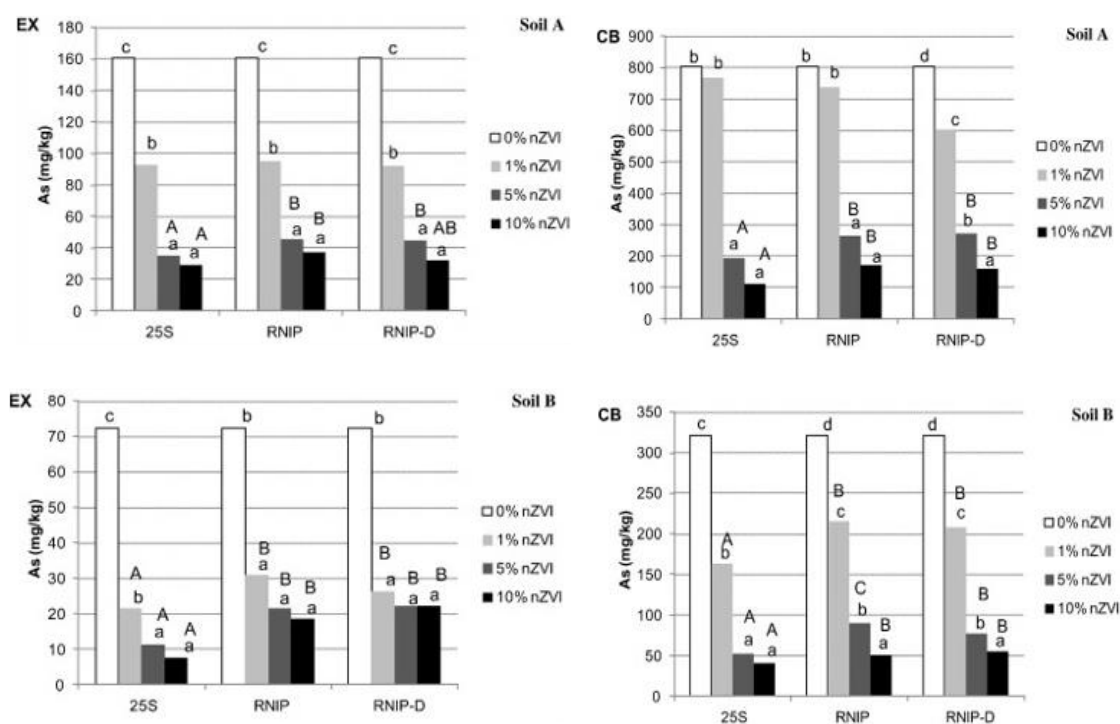 EX Soil A
180
160
140
120
100
80
60
40
20
0
As (mg/kg)
c c c
b b b
A A B B B AB
a a a a a a
25S RNIP RNIP-D
0% nZVI
1% nZVI
5% nZVI
10% nZVI
CB Soil A
900
800
700
600
500
400
300
200
100
0
As (mg/kg)
b b b b d c
A A B B B B
a a a a b a
25S RNIP RNIP-D
0% nZVI
1% nZVI
5% nZVI
10% nZVI
EX Soil B
80
70
60
50
40
30
20
10
0
As (mg/kg)
c b b
A A A B B B B B B
b a a a a a a a a
25S RNIP RNIP-D
0% nZVI
1% nZVI
5% nZVI
10% nZVI
CB Soil B
350
300
250
200
150
100
50
0
As (mg/kg)
c d d
A A A B C B B B B
b a a c b a c b a
25S RNIP RNIP-D
0% nZVI
1% nZVI
5% nZVI
10% nZVI